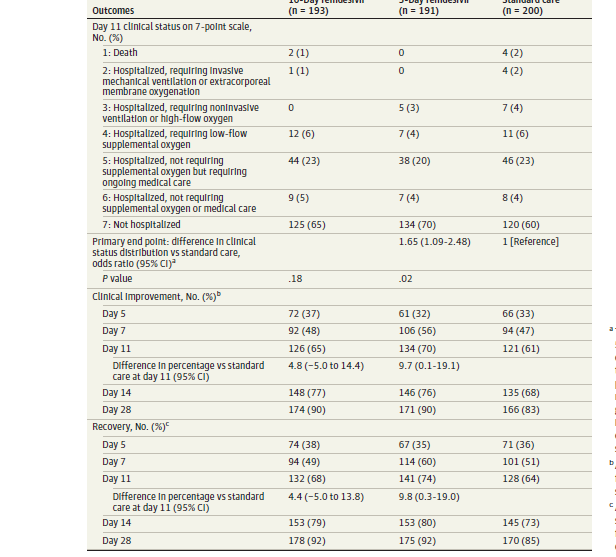 Outcomes 10-Day remdesivir (n = 193) 5-Day remdesivir (n = 191) Standard care (n = 200)
Day 11 clinical status on 7-point scale,
No. (%)
1: Death 2 (1) 0 4 (2)
2: Hospitalized, requiring invasive 1 (1) 0 4 (2)
mechanical ventilation or extracorporeal
membrane oxygenation
3: Hospitalized, requiring noninvasive 0 5 (3) 7 (4)
ventilation or high-flow oxygen
4: Hospitalized, requiring low-flow 12 (6) 7 (4) 11 (6)
supplemental oxygen
5: Hospitalized, not requiring 44 (23) 38 (20) 46 (23)
supplemental oxygen but requiring
ongoing medical care
6: Hospitalized, not requiring 9 (5) 7 (4) 8 (4)
supplemental oxygen or medical care
7: Not hospitalized 125 (65) 134 (70) 120 (60)
Primary end point: difference in clinical 1.65 (1.09-2.48) 1 [Reference]
status distribution vs standard care,
odds ratio (95% CI)a
P value .18 .02
Clinical improvement, No. (%)b
Day 5 72 (37) 61 (32) 66 (33)
Day 7 92 (48) 106 (56) 94 (47)
Day 11 126 (65) 134 (70) 121 (61)
Difference in percentage vs standard 4.8 (−5.0 to 14.4) 9.7 (0.1-19.1)
care at day 11 (95% CI)
Day 14 148 (77) 146 (76) 135 (68)
Day 28 174 (90) 171 (90) 166 (83)
Recovery, No. (%)c
Day 5 74 (38) 67 (35) 71 (36)
Day 7 94 (49) 114 (60) 101 (51)
Day 11 132 (68) 141 (74) 128 (64)
Difference in percentage vs standard 4.4 (−5.0 to 13.8) 9.8 (0.3-19.0)
care at day 11 (95% CI)
Day 14 153 (79) 153 (80) 145 (73)
Day 28 178 (92) 175 (92) 170 (85)
a
b
c